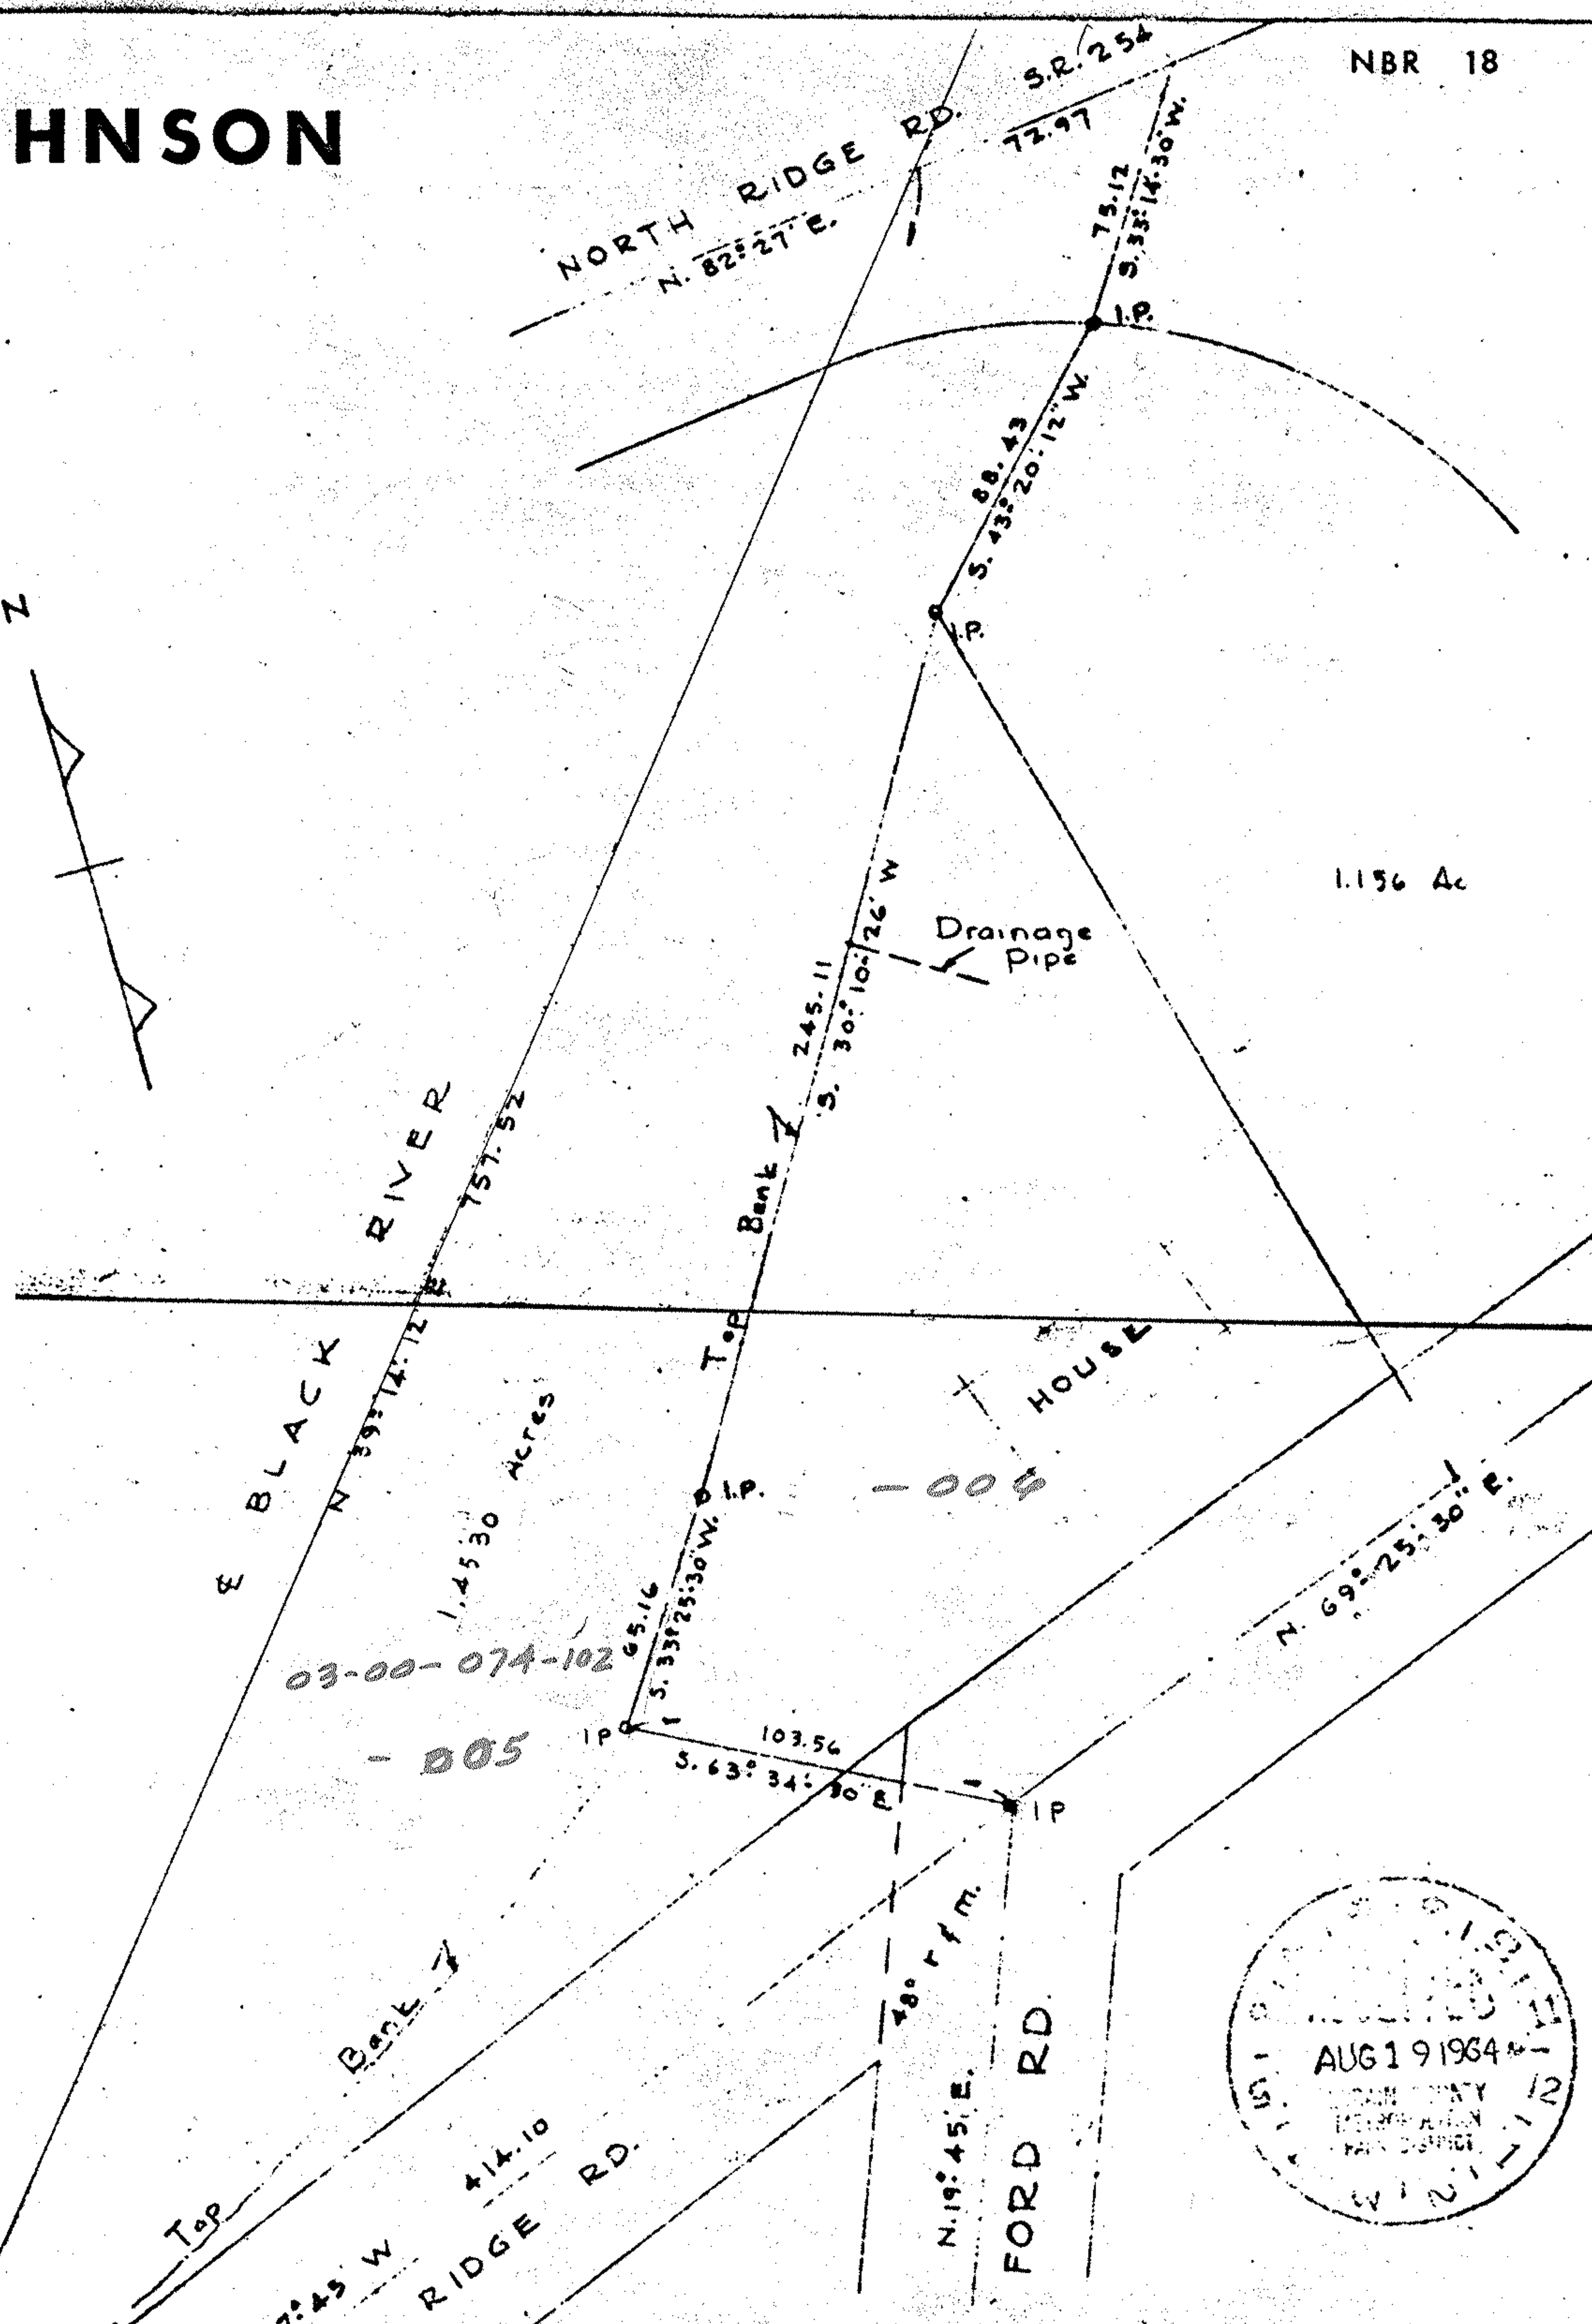 NBR 18
HNSON
S.R. 254
72.97
NORTH RIDGE RD.
N. 82° 27' E.
75.12
S. 33° 14' 30" W.
I.P.
88.43
S. 43° 20' 12" W.
I.P.
N
1.156 Ac
245.11
S. 30° 10' 26" W
Drainage
Pipe
Top Bank
757.52
N 39° 14' 12"
℄ BLACK RIVER
1.4530 Acres
HOUSE
I.P.
- 006
65.16
S. 33° 25' 30" W.
N. 69° 25' 30" E.
03-00-074-102
- 005
IP
103.56
S. 63° 34' 30" E
IP
Top Bank
N. 19° 45' E.
FORD RD.
414.10
7° 45' W
RIDGE RD.
AUG 19 1964